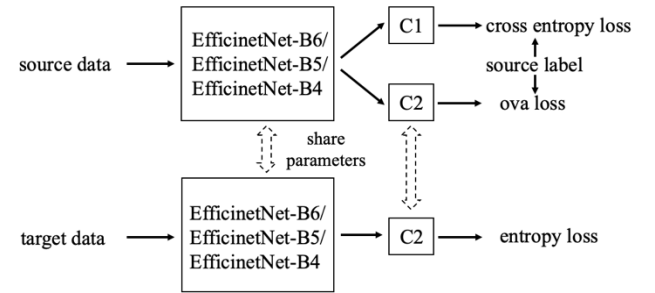 EfficinetNet-B6/
EfficinetNet-B5/
EfficinetNet-B4
source data
C1
cross entropy loss
source label
C2
ova loss
share
parameters
EfficinetNet-B6/
EfficinetNet-B5/
EfficinetNet-B4
target data
C2
entropy loss